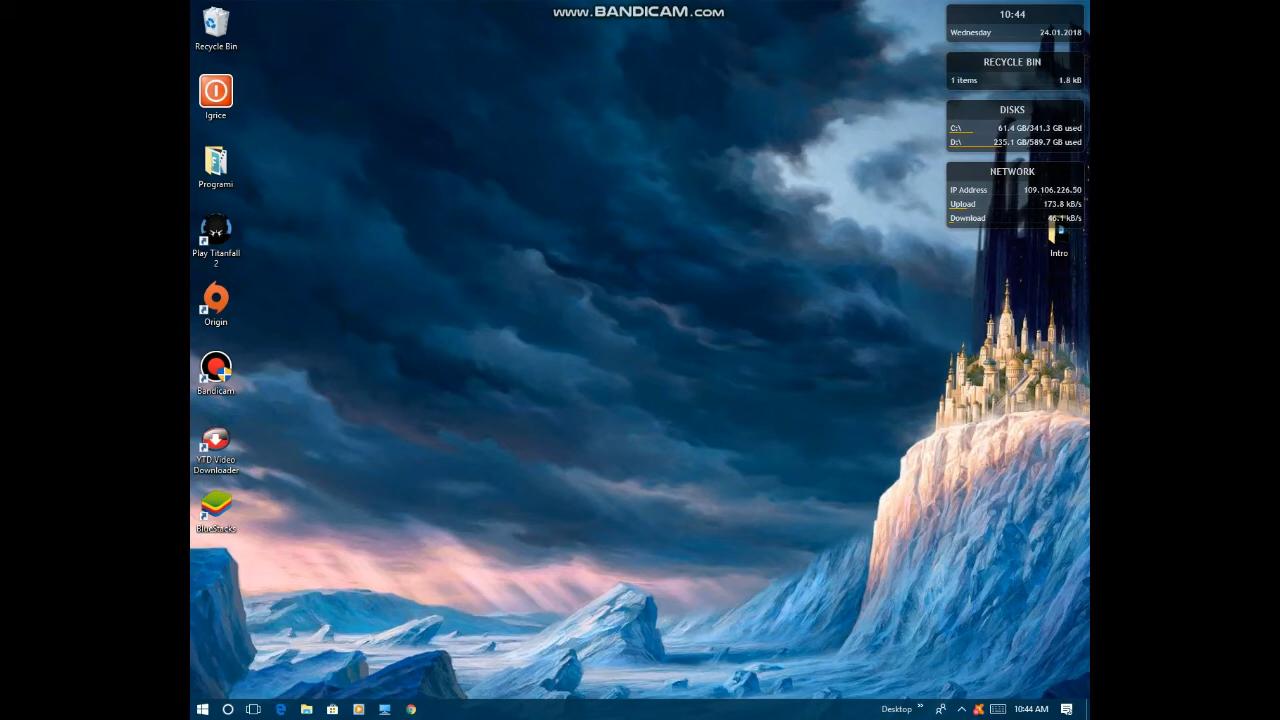 www.BANDICAM.com
Recycle Bin
Igrice
Programi
Play Titanfall
2
Origin
Bandicam
YTD Video
Downloader
BlueStacks
10:44
Wednesday 24.01.2018
RECYCLE BIN
1 items 1.8 kB
DISKS
C:\ 61.4 GB/341.3 GB used
D:\ 235.1 GB/589.7 GB used
NETWORK
IP Address 109.106.226.50
Upload 173.8 kB/s
Download 46.1 kB/s
Intro
Desktop
10:44 AM